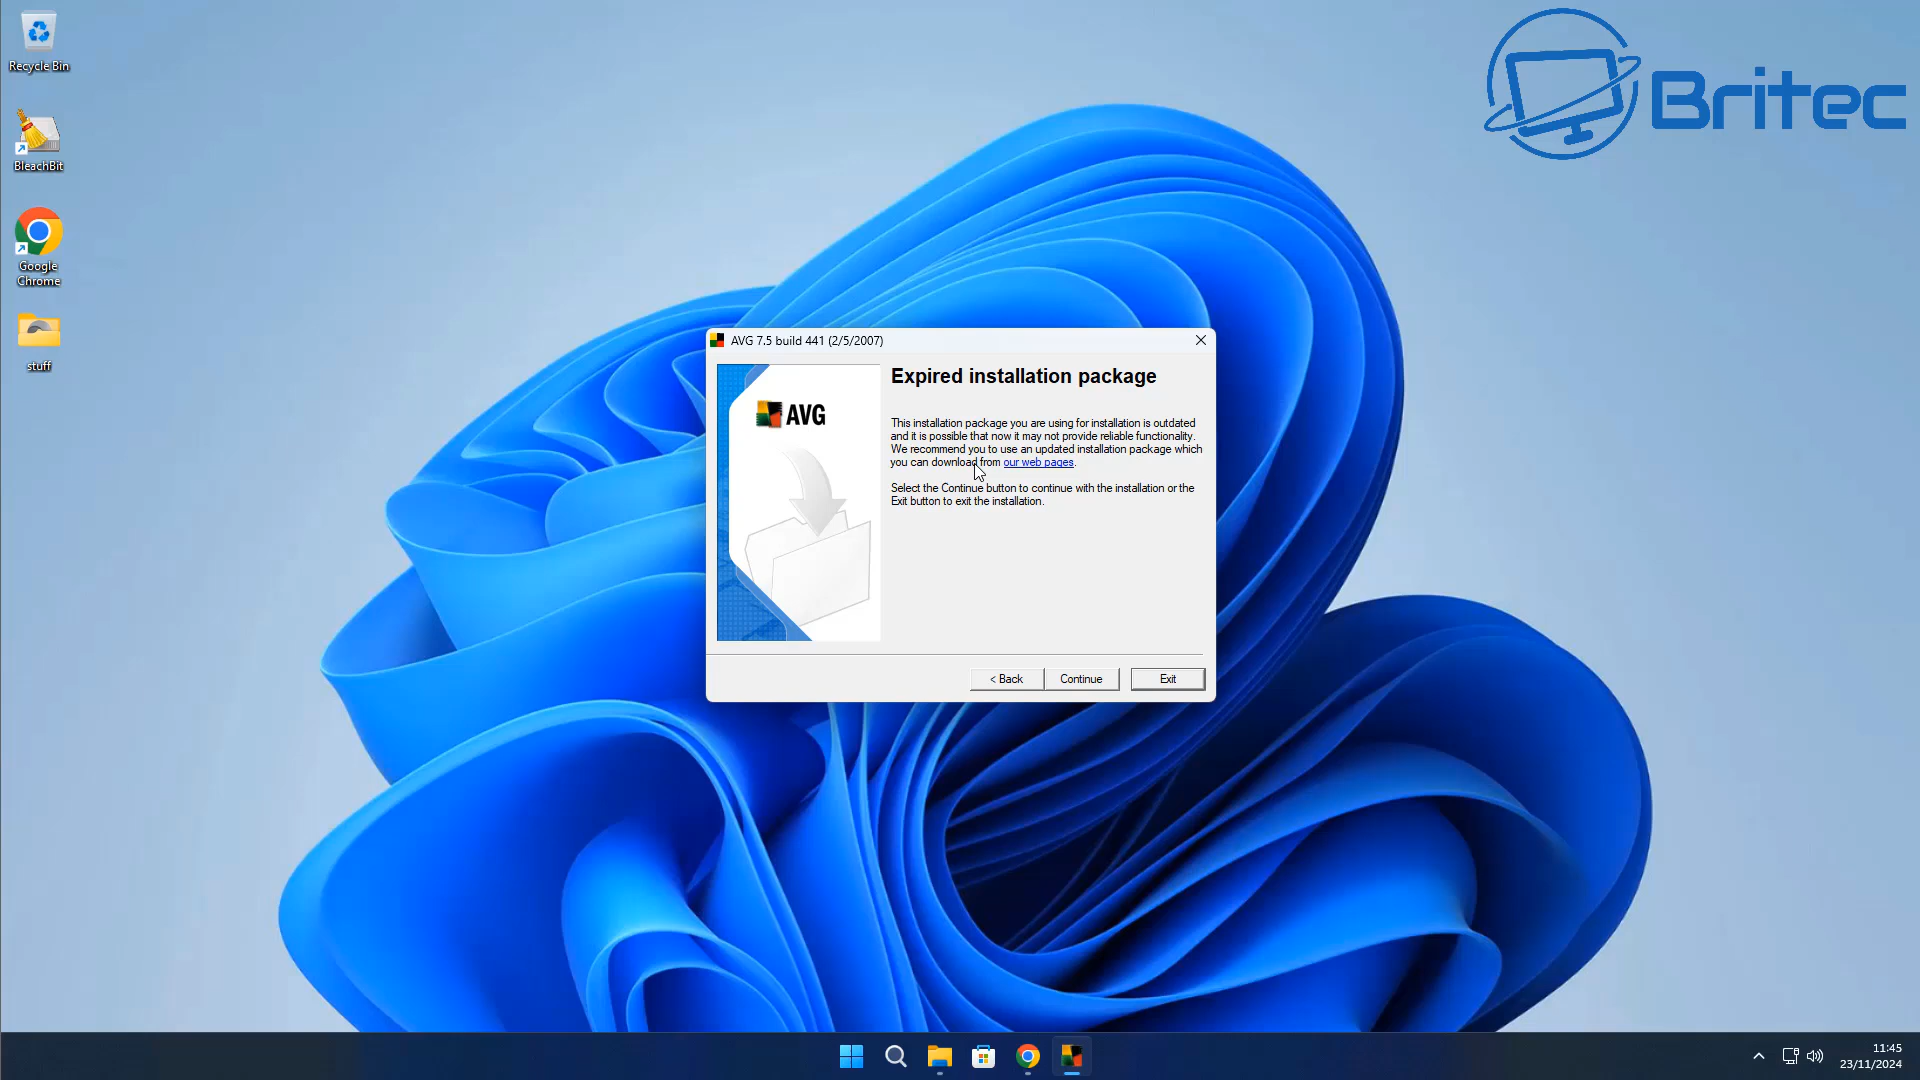 Recycle Bin
BleachBit
Google
Chrome
stuff
Britec
AVG 7.5 build 441 (2/5/2007)
AVG
Expired installation package
This installation package you are using for installation is outdated
and it is possible that now it may not provide reliable functionality.
We recommend you to use an updated installation package which
you can download from our web pages.
Select the Continue button to continue with the installation or the
Exit button to exit the installation.
< Back
Continue
Exit
11:45
23/11/2024